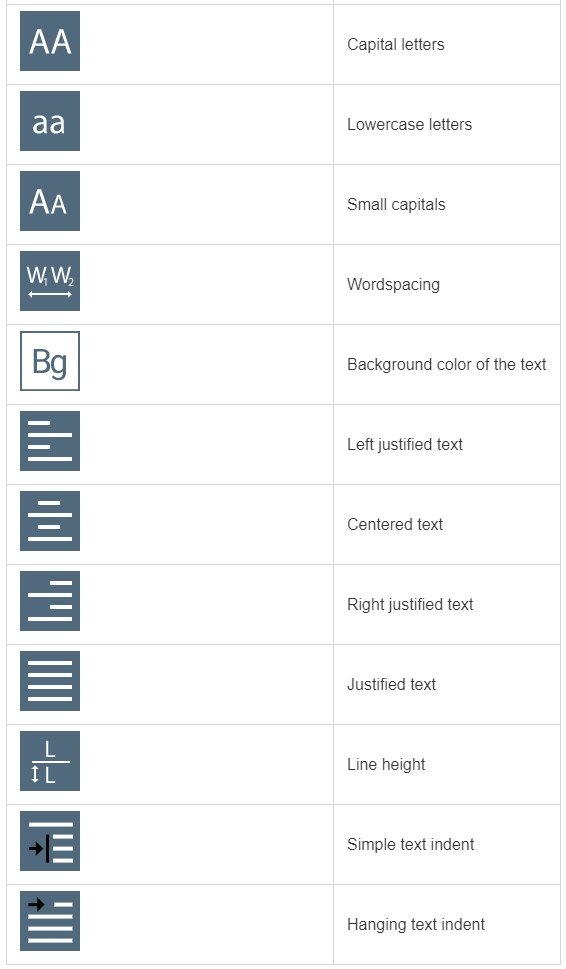 AA Capital letters
aa Lowercase letters
AA Small capitals
W1 W2 Wordspacing
Bg Background color of the text
Left justified text
Centered text
Right justified text
Justified text
L
L Line height
Simple text indent
Hanging text indent